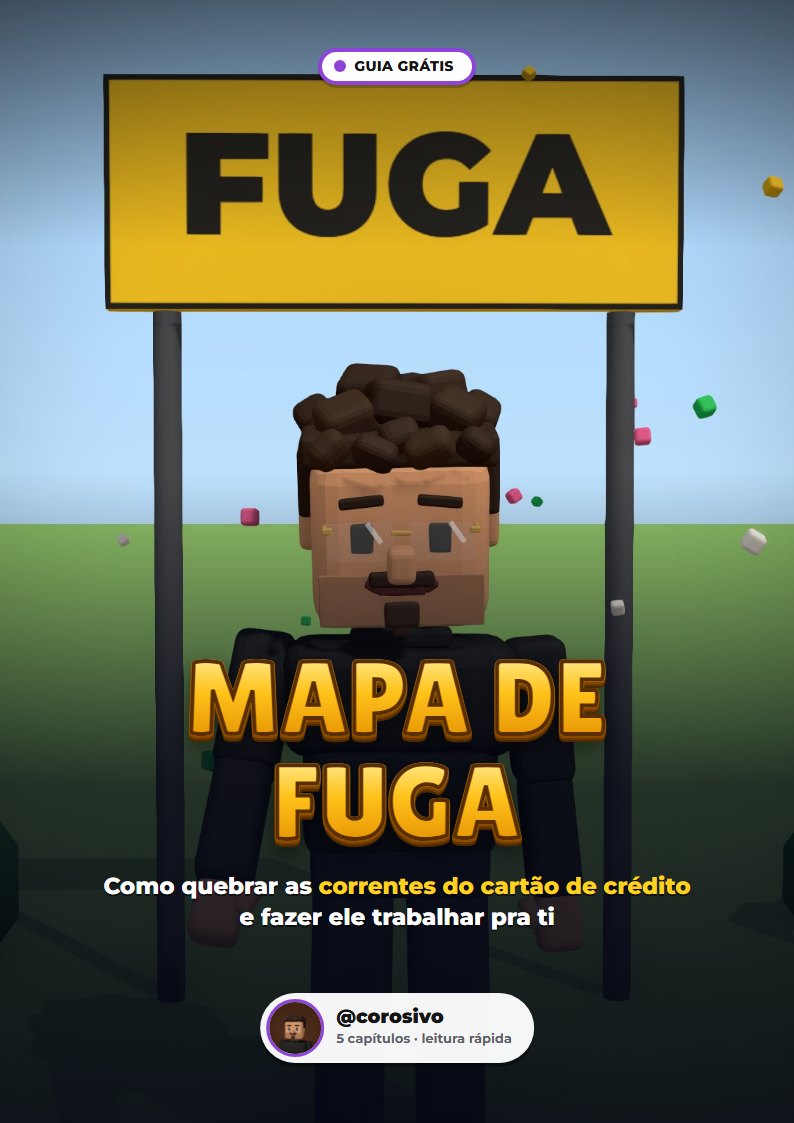 GUIA GRÁTIS
FUGA
MAPA DE
FUGA
Como quebrar as correntes do cartão de crédito
e fazer ele trabalhar pra ti
@corosivo
5 capítulos · leitura rápida